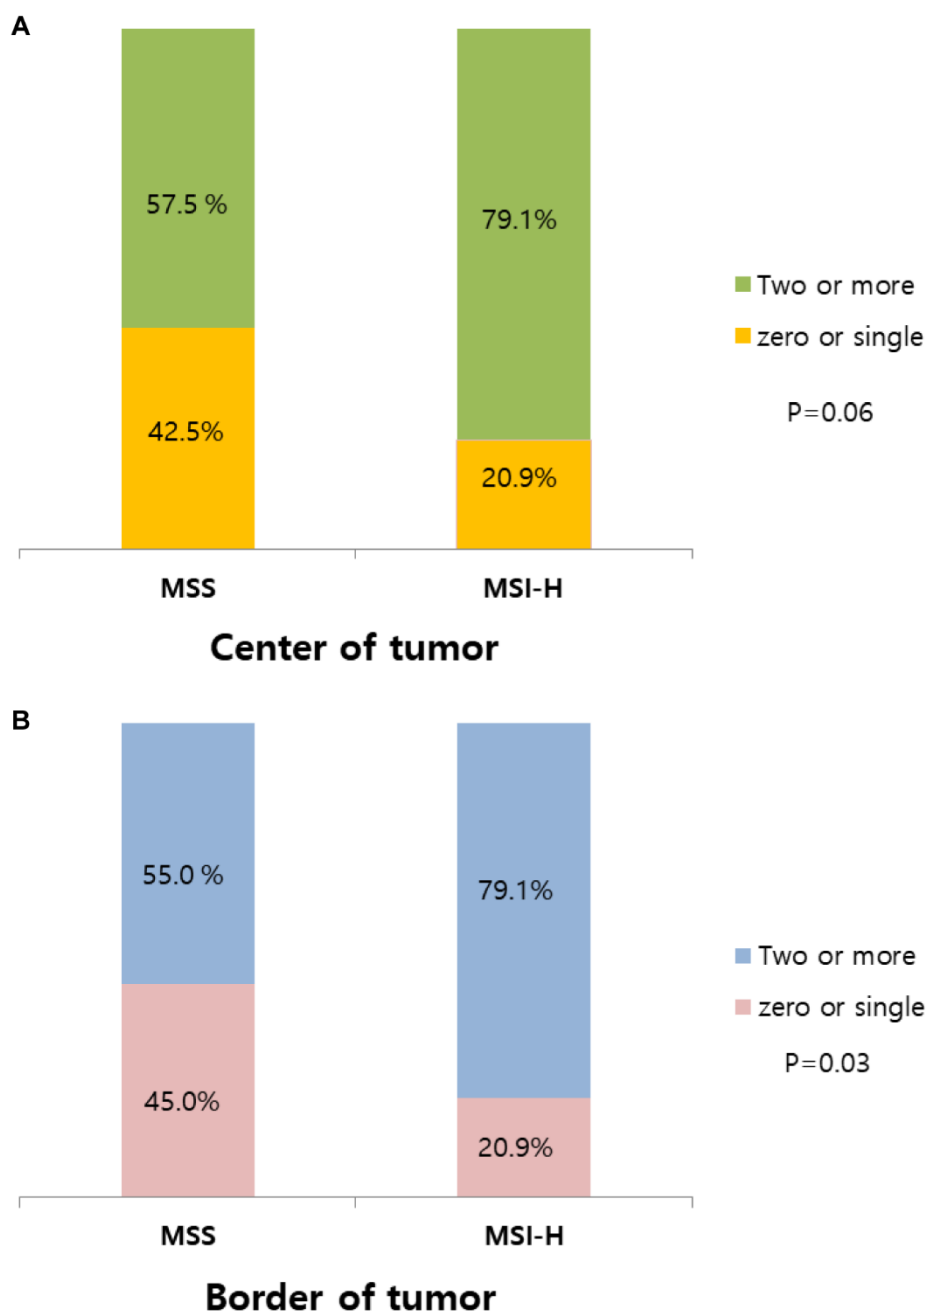 A
57.5 %
79.1%
Two or more
zero or single
42.5%
P=0.06
20.9%
MSS
MSI-H
Center of tumor
B
55.0 %
79.1%
Two or more
zero or single
45.0%
P=0.03
20.9%
MSS
MSI-H
Border of tumor